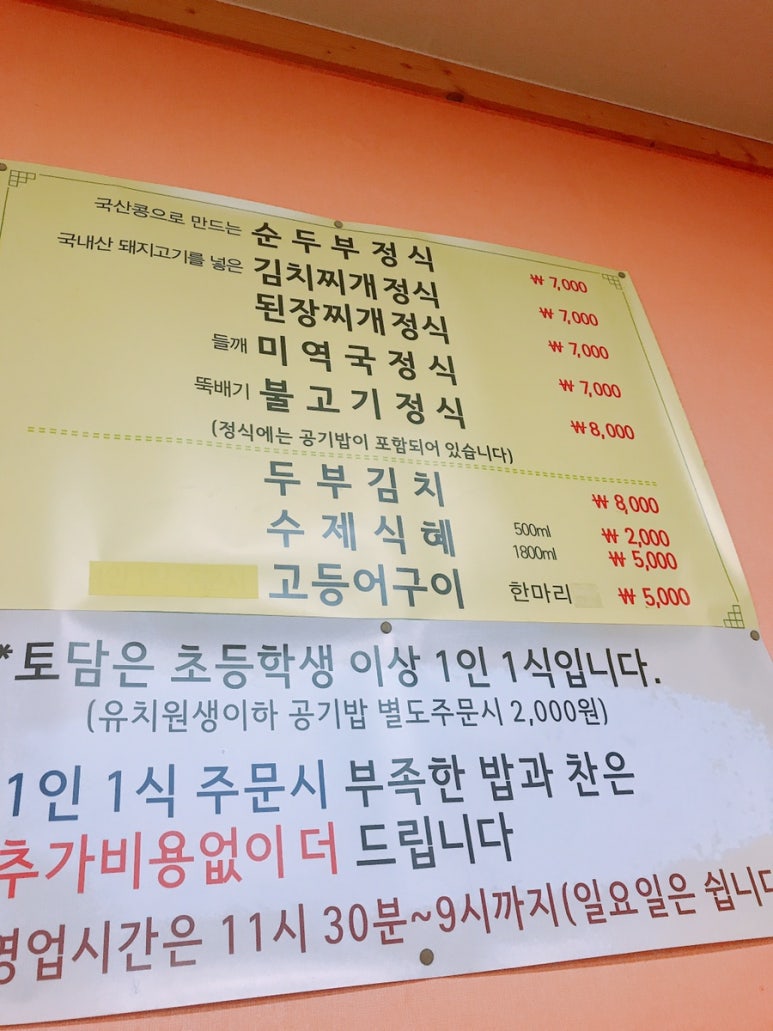 국산콩으로 만드는 순두부정식 ₩ 7,000
국내산 돼지고기를 넣은 김치찌개정식 ₩ 7,000
된장찌개정식 ₩ 7,000
들깨 미역국정식 ₩ 7,000
뚝배기 불고기정식 ₩8,000
(정식에는 공기밥이 포함되어 있습니다)
두부김치 ₩ 8,000
수제식혜 500ml ₩ 2,000
1800ml ₩ 5,000
고등어구이 한마리 ₩ 5,000
*토담은 초등학생 이상 1인 1식입니다.
(유치원생이하 공기밥 별도주문시 2,000원)
1인 1식 주문시 부족한 밥과 찬은
추가비용없이 더 드립니다
영업시간은 11시 30분~9시까지(일요일은 쉽니다